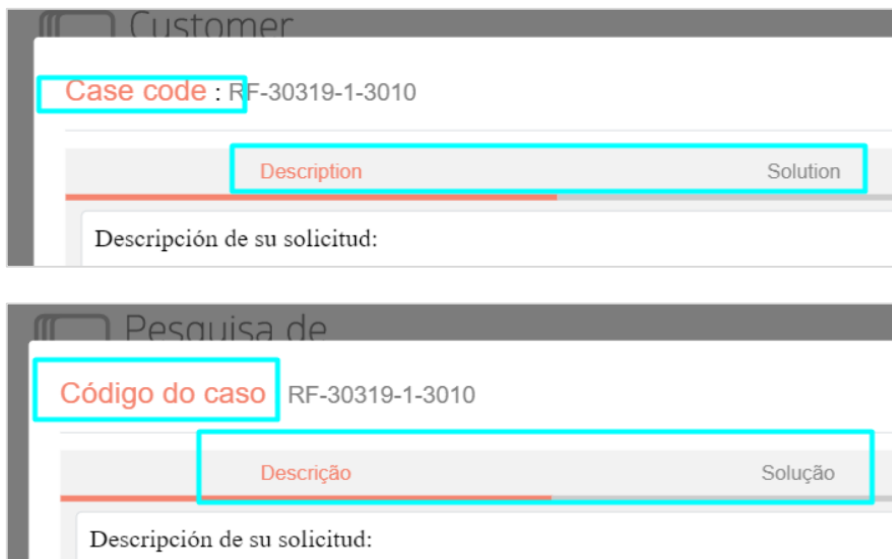 Customer
Case code : RF-30319-1-3010
Description Solution
Descripción de su solicitud:
Pesquisa de
Código do caso RF-30319-1-3010
Descrição Solução
Descripción de su solicitud: